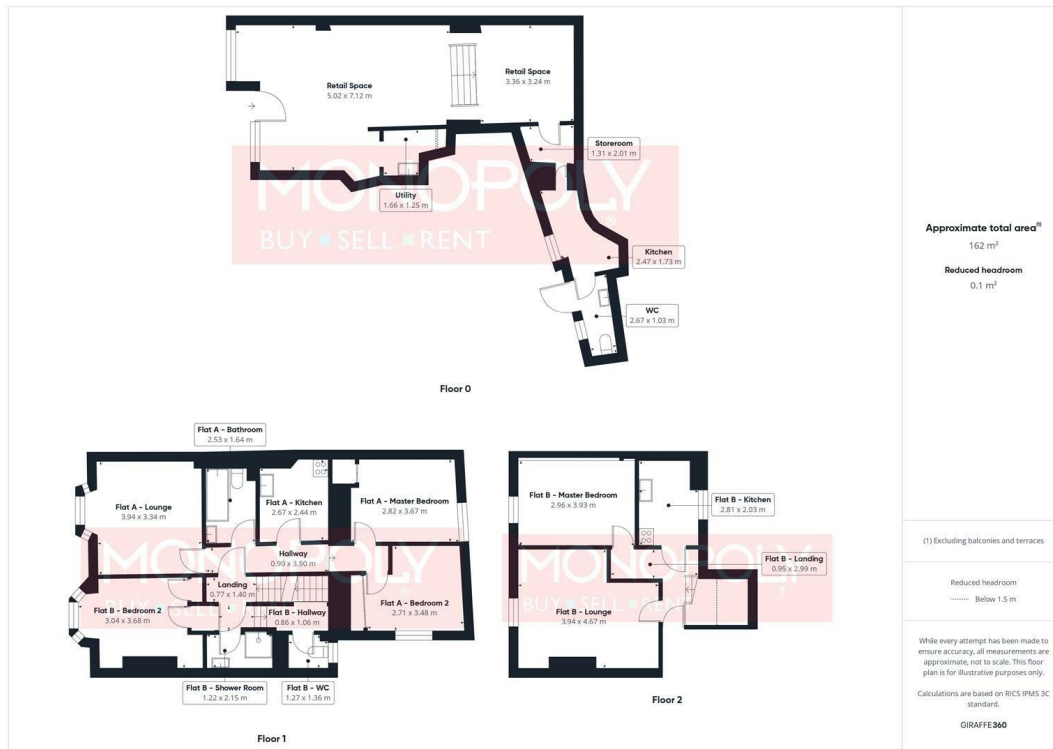 Retail Space
5.02 x 7.12 m
Retail Space
3.36 x 3.24 m
Storeroom
1.31 x 2.01 m
Utility
1.66 x 1.25 m
MONOPOLY
®
BUY SELL RENT
Kitchen
2.47 x 1.73 m
WC
2.67 x 1.03 m
Floor 0
Flat A - Bathroom
2.53 x 1.64 m
Flat A - Lounge
3.94 x 3.34 m
Flat A - Kitchen
2.67 x 2.44 m
Flat A - Master Bedroom
2.82 x 3.67 m
Hallway
0.90 x 3.90 m
Landing
0.77 x 1.40 m
Flat B - Bedroom 2
3.04 x 3.68 m
Flat B - Hallway
0.86 x 1.06 m
Flat A - Bedroom 2
2.71 x 3.48 m
Flat B - Shower Room
1.22 x 2.15 m
Flat B - WC
1.27 x 1.36 m
Floor 1
Flat B - Master Bedroom
2.96 x 3.93 m
Flat B - Kitchen
2.81 x 2.03 m
Flat B - Landing
0.95 x 2.99 m
MONOPOLY
BUY SELL RENT
Flat B - Lounge
3.94 x 4.67 m
Floor 2
Approximate total area(1)
162 m²
Reduced headroom
0.1 m²
(1) Excluding balconies and terraces
Reduced headroom
Below 1.5 m
While every attempt has been made to
ensure accuracy, all measurements are
approximate, not to scale. This floor
plan is for illustrative purposes only.
Calculations are based on RICS IPMS 3C
standard.
GIRAFFE360